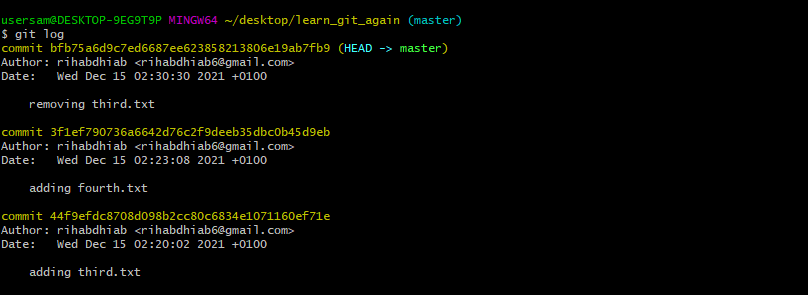 usersam@DESKTOP-9EG9T9P MINGW64 ~/desktop/learn_git_again (master)
$ git log
commit bfb75a6d9c7ed6687ee623858213806e19ab7fb9 (HEAD -> master)
Author: rihabdhiab <rihabdhiab6@gmail.com>
Date:   Wed Dec 15 02:30:30 2021 +0100
removing third.txt
commit 3f1ef790736a6642d76c2f9deeb35dbc0b45d9eb
Author: rihabdhiab <rihabdhiab6@gmail.com>
Date:   Wed Dec 15 02:23:08 2021 +0100
adding fourth.txt
commit 44f9efdc8708d098b2cc80c6834e1071160ef71e
Author: rihabdhiab <rihabdhiab6@gmail.com>
Date:   Wed Dec 15 02:20:02 2021 +0100
adding third.txt